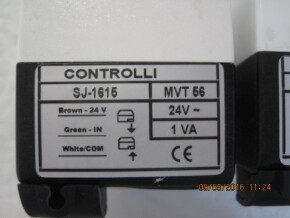 CONTROLLI
SJ-1615 MVT 56
Brown - 24 V 24V ~
Green - IN 1 VA
White/COM CE
09/05/2016 11:24